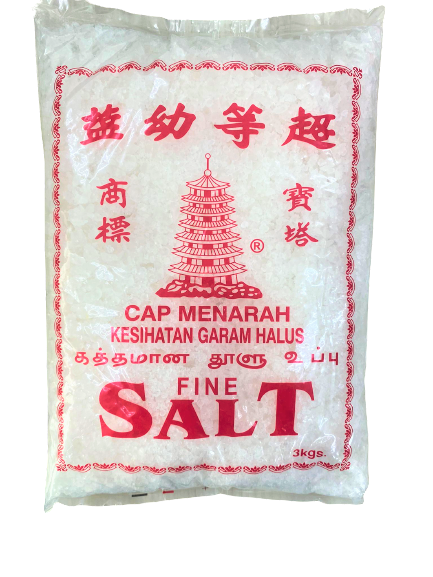 超等幼盐
寶塔
商標
®
CAP MENARAH
KESIHATAN GARAM HALUS
சுத்தமான தூளு உப்பு
FINE
SALT
3kgs.